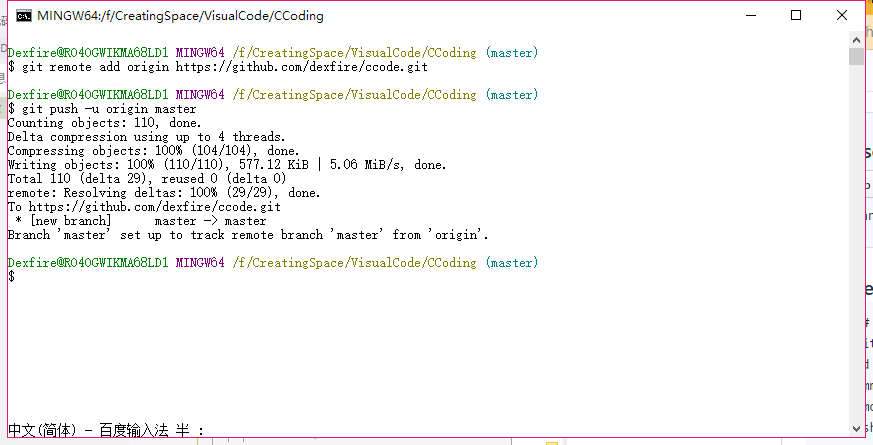 MINGW64:/f/CreatingSpace/VisualCode/CCoding
Dexfire@RO4OGWIKMA68LD1 MINGW64 /f/CreatingSpace/VisualCode/CCoding (master)
$ git remote add origin https://github.com/dexfire/ccode.git
Dexfire@RO4OGWIKMA68LD1 MINGW64 /f/CreatingSpace/VisualCode/CCoding (master)
$ git push -u origin master
Counting objects: 110, done.
Delta compression using up to 4 threads.
Compressing objects: 100% (104/104), done.
Writing objects: 100% (110/110), 577.12 KiB | 5.06 MiB/s, done.
Total 110 (delta 29), reused 0 (delta 0)
remote: Resolving deltas: 100% (29/29), done.
To https://github.com/dexfire/ccode.git
 * [new branch]      master -> master
Branch 'master' set up to track remote branch 'master' from 'origin'.
Dexfire@RO4OGWIKMA68LD1 MINGW64 /f/CreatingSpace/VisualCode/CCoding (master)
$
中文(简体) - 百度输入法 半 :